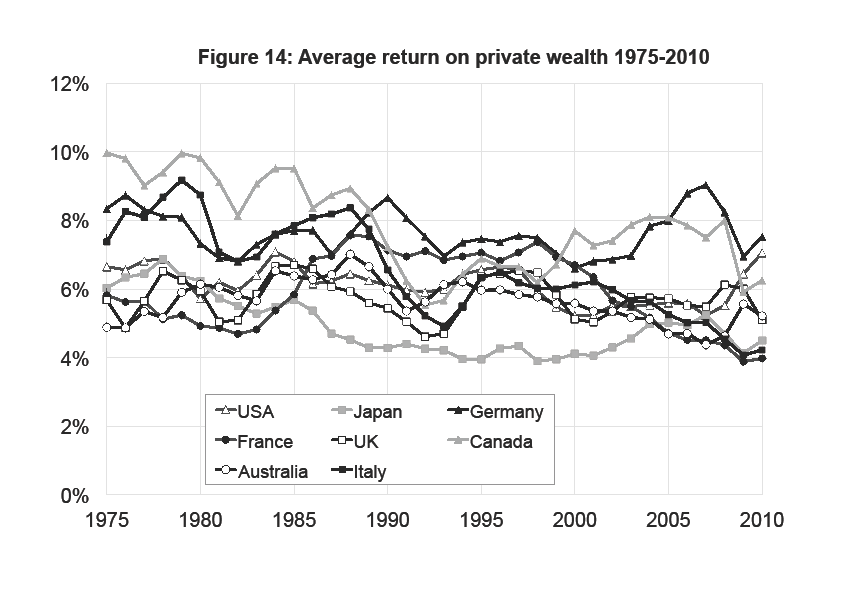 Figure 14: Average return on private wealth 1975-2010
12%
10%
8%
6%
4%
2%
0%
1975 1980 1985 1990 1995 2000 2005 2010
USA Japan Germany
France UK Canada
Australia Italy